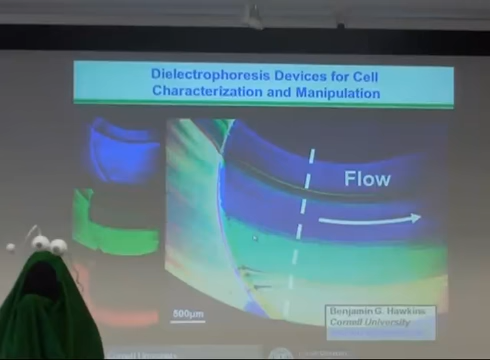 Dielectrophoresis Devices for Cell
Characterization and Manipulation
Flow
500µm
Benjamin G. Hawkins
Cornell University